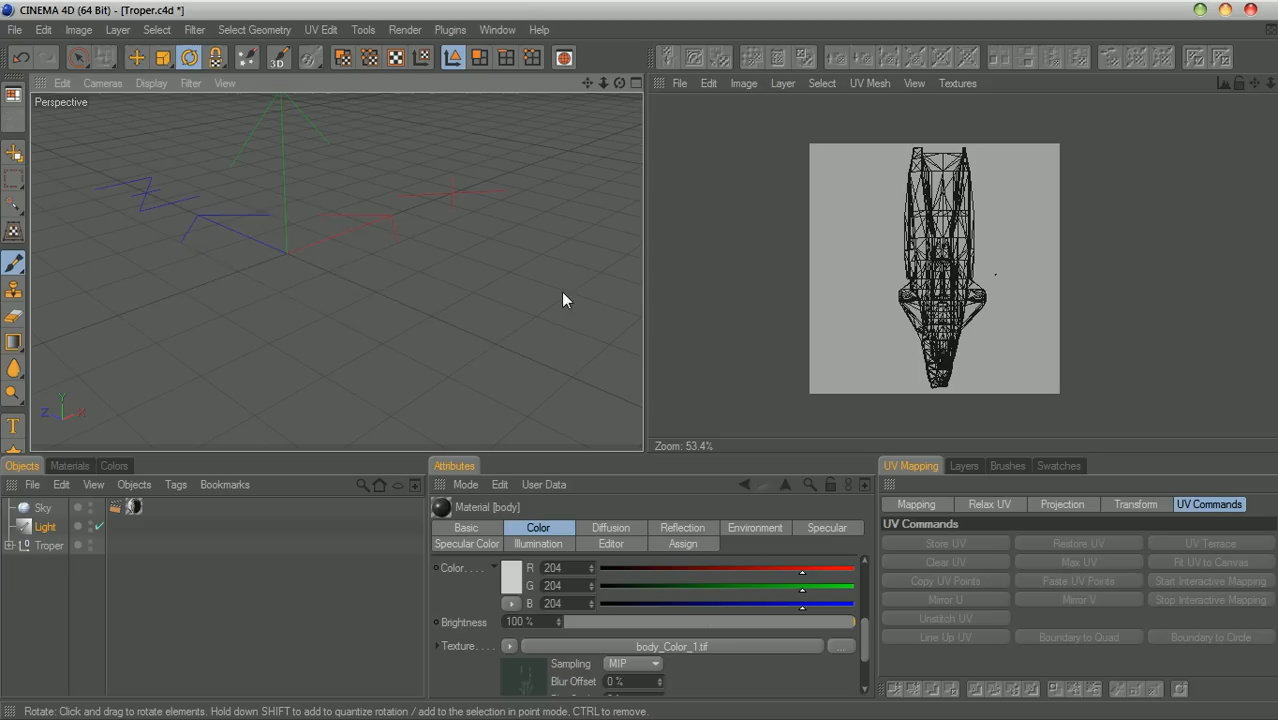 CINEMA 4D (64 Bit) - [Troper.c4d *]
File Edit Image Layer Select Filter Select Geometry UV Edit Tools Render Plugins Window Help
3D
Edit Cameras Display Filter View
File Edit Image Layer Select UV Mesh View Textures
Perspective
Y
Z X
T
Zoom: 53.4%
Objects Materials Colors
File Edit View Objects Tags Bookmarks
Sky
Light
Troper
Attributes
Mode Edit User Data
Material [body]
Basic Color Diffusion Reflection Environment Specular
Specular Color Illumination Editor Assign
Color. . . . R 204
G 204
B 204
Brightness 100 %
Texture. . . . . body_Color_1.tif ...
Sampling MIP
Blur Offset 0 %
UV Mapping Layers Brushes Swatches
Mapping Relax UV Projection Transform UV Commands
UV Commands
Store UV Restore UV UV Terrace
Clear UV Max UV Fit UV to Canvas
Copy UV Points Paste UV Points Start Interactive Mapping
Mirror U Mirror V Stop Interactive Mapping
Unstitch UV
Line Up UV Boundary to Quad Boundary to Circle
Rotate: Click and drag to rotate elements. Hold down SHIFT to add to quantize rotation / add to the selection in point mode, CTRL to remove.